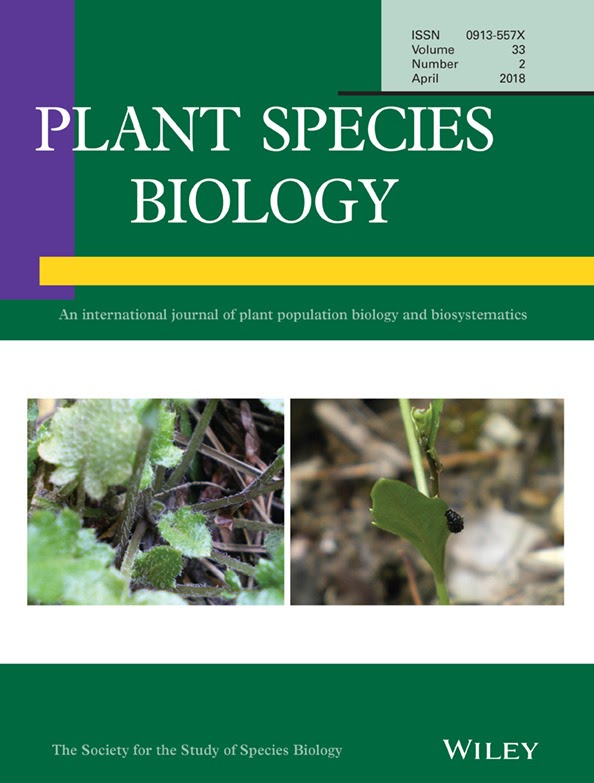 ISSN 0913-557X
Volume 33
Number 2
April 2018
PLANT SPECIES
BIOLOGY
An international journal of plant population biology and biosystematics
The Society for the Study of Species Biology
WILEY